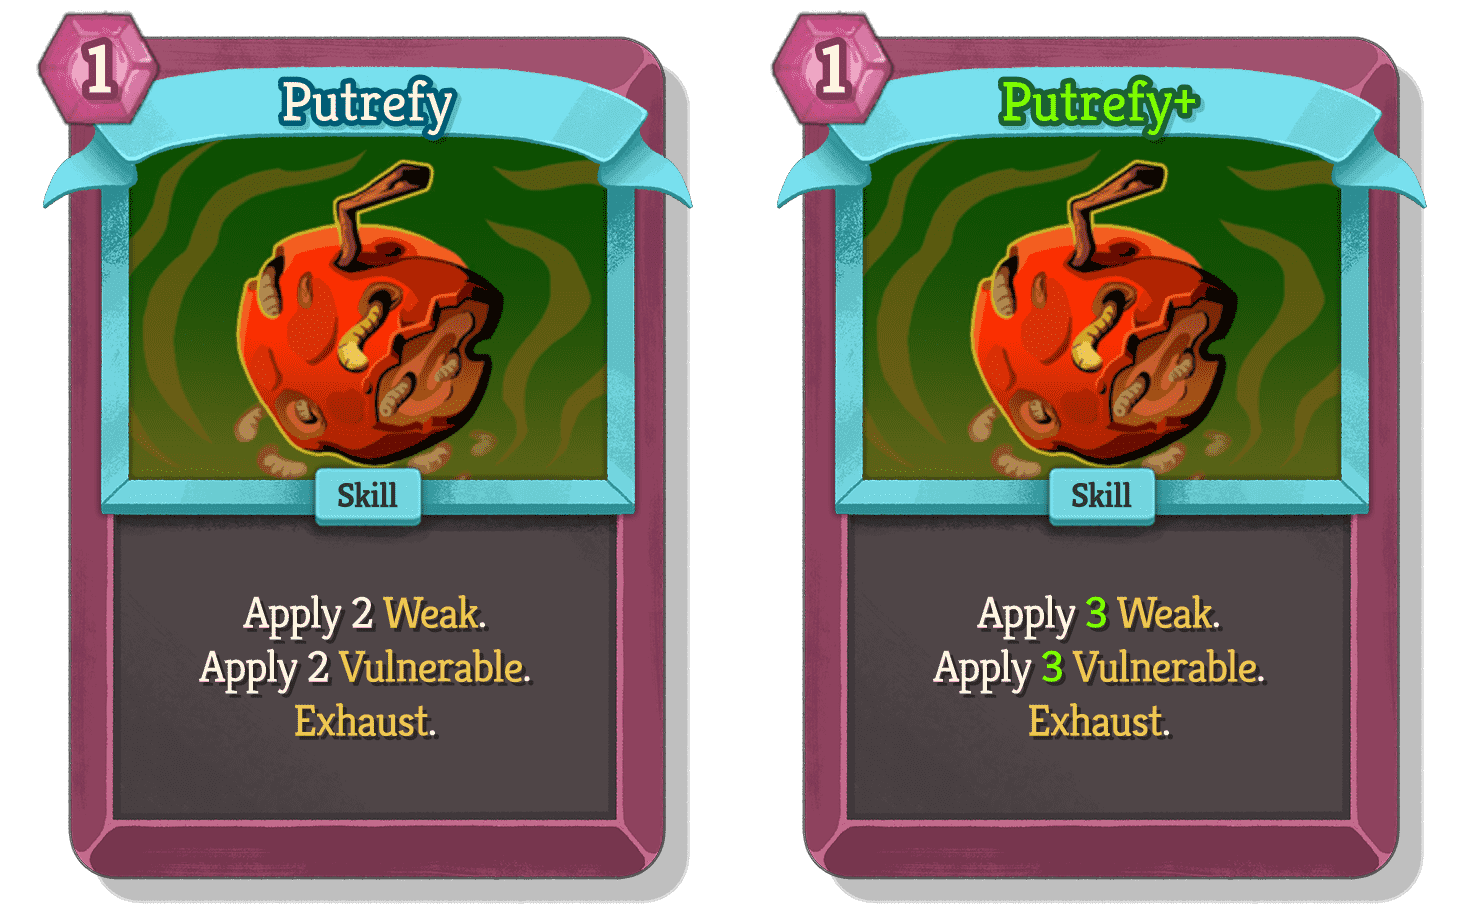 1
Putrefy
Skill
Apply 2 Weak.
Apply 2 Vulnerable.
Exhaust.
1
Putrefy+
Skill
Apply 3 Weak.
Apply 3 Vulnerable.
Exhaust.